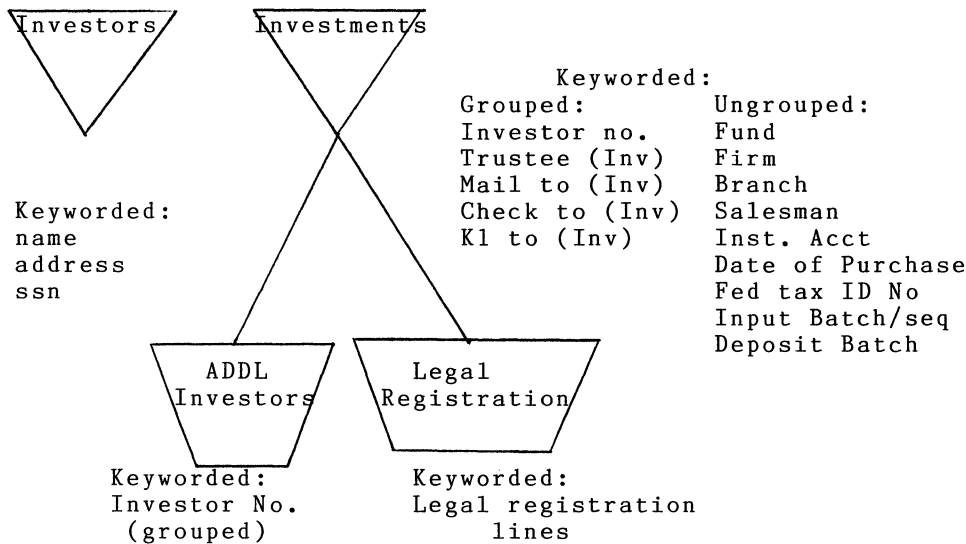 Investors
Investments
Keyworded:
Grouped:
Investor no.
Trustee (Inv)
Mail to (Inv)
Check to (Inv)
K1 to (Inv)
Ungrouped:
Fund
Firm
Branch
Salesman
Inst. Acct
Date of Purchase
Fed tax ID No
Input Batch/seq
Deposit Batch
Keyworded:
name
address
ssn
ADDL
Investors
Legal
Registration
Keyworded:
Investor No.
(grouped)
Keyworded:
Legal registration
lines